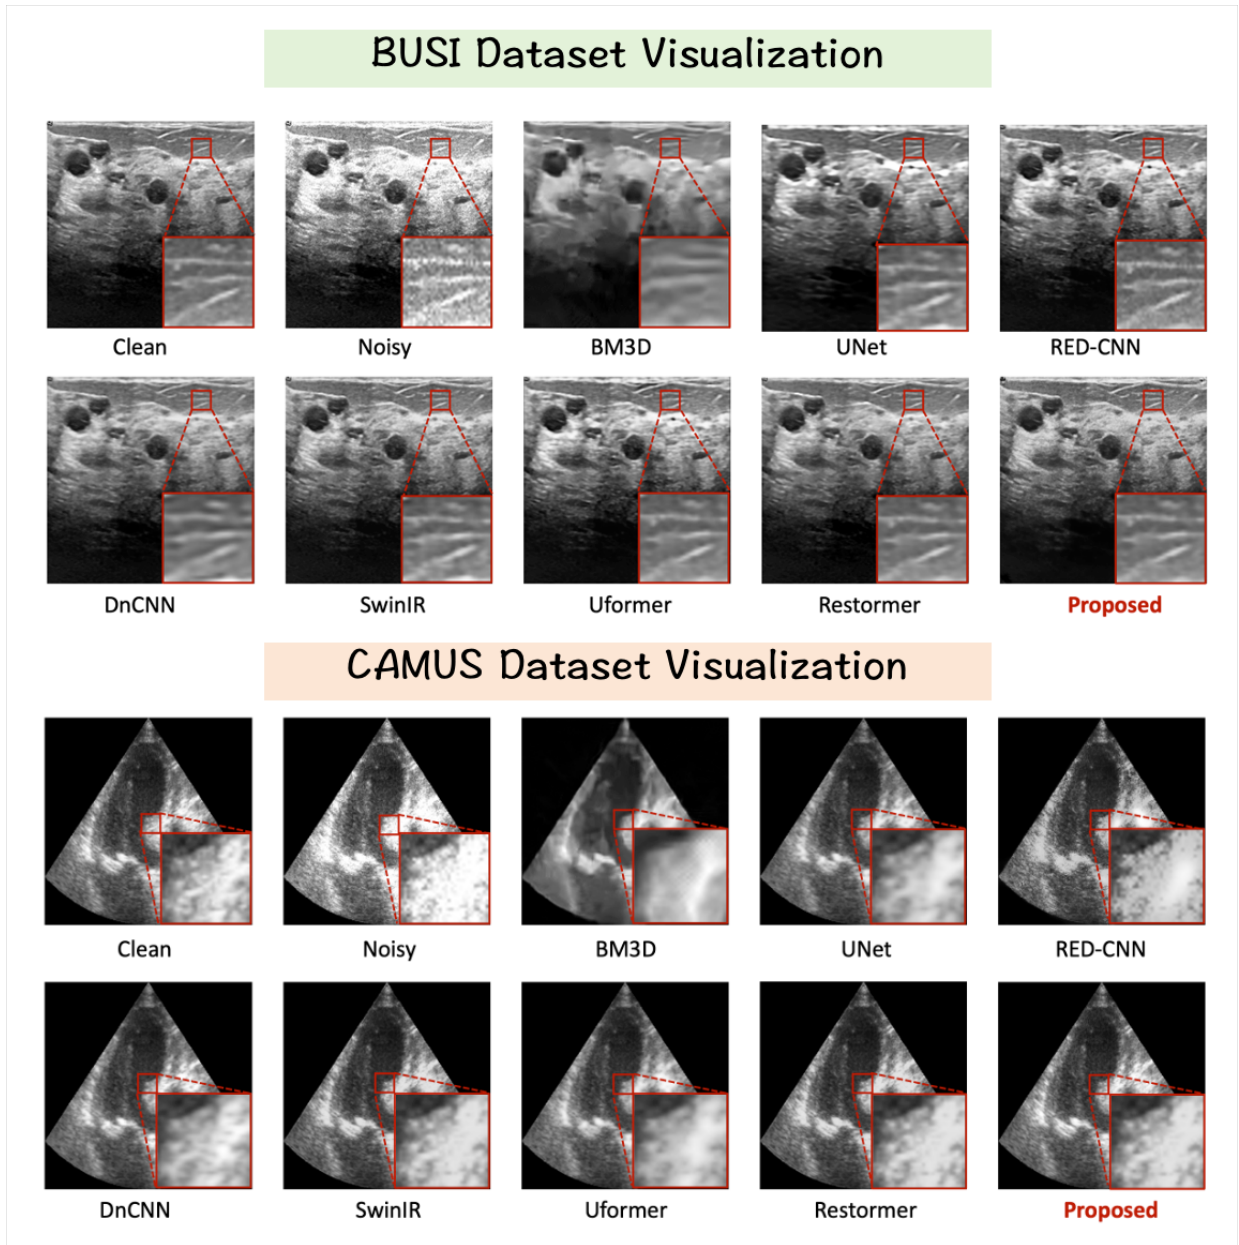 BUSI Dataset Visualization
Clean Noisy BM3D UNet RED-CNN
DnCNN SwinIR Uformer Restormer Proposed
CAMUS Dataset Visualization
Clean Noisy BM3D UNet RED-CNN
DnCNN SwinIR Uformer Restormer Proposed